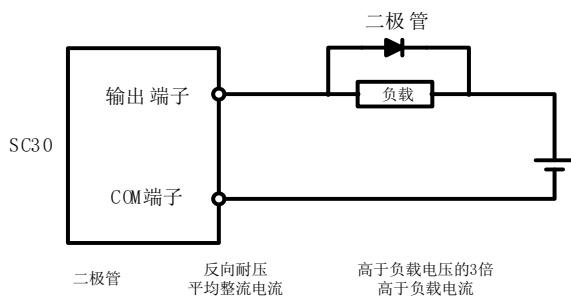 二极管
输出端子
负载
SC30
COM端子
二极管
反向耐压
平均整流电流
高于负载电压的3倍
高于负载电流